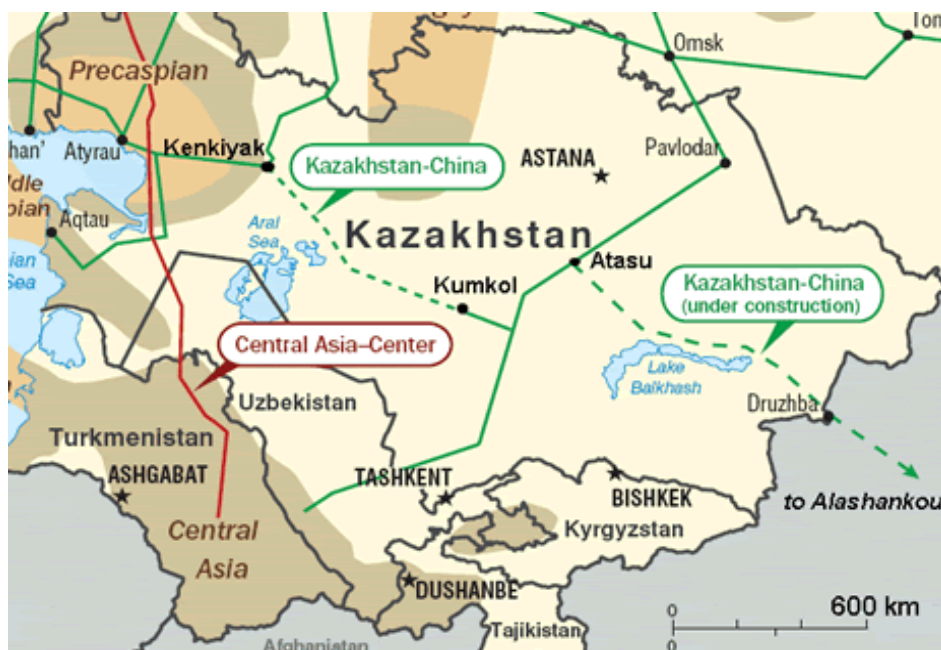 Omsk
Precaspian
Atyrau
Kenkiyak
Kazakhstan-China
ASTANA
Pavlodar
Aqtau
Aral
Sea
Kazakhstan
Atasu
Kumkol
Kazakhstan-China
(under construction)
Central Asia–Center
Lake
Balkhash
Uzbekistan
Druzhba
Turkmenistan
ASHGABAT
TASHKENT
BISHKEK
to Alashankou
Kyrgyzstan
Central
Asia
DUSHANBE
0
600 km
0
Tajikistan
Afghanistan